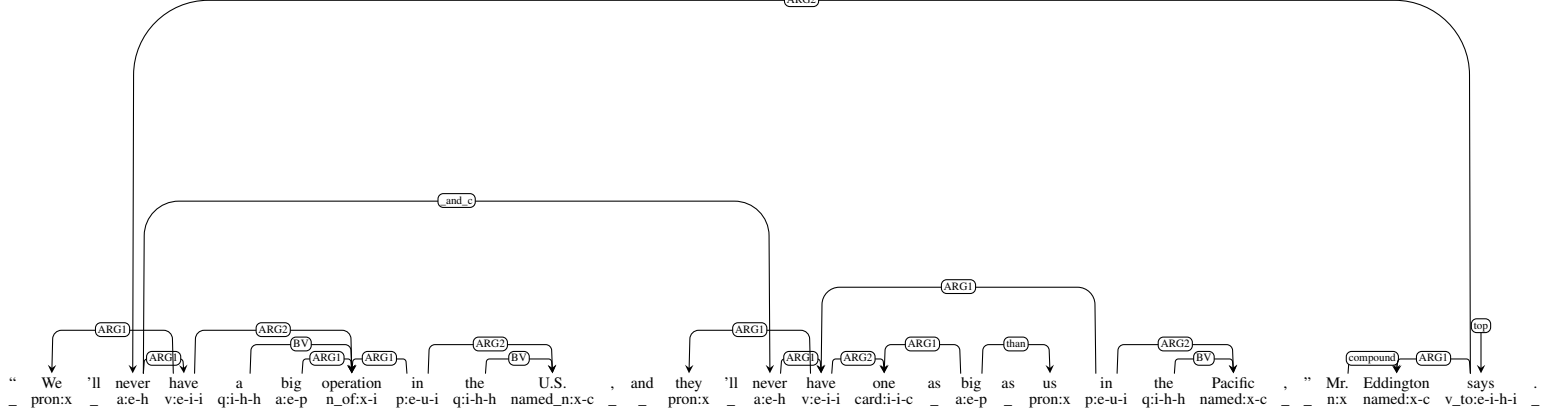 ARG2
_and_c
ARG1
top
ARG1 ARG2 ARG1
BV ARG2 ARG1 than ARG2
ARG1 ARG1 ARG1 BV ARG1 ARG2 BV compound ARG1
“ We ’ll never have a big operation in the U.S. , and they ’ll never have one as big as us in the Pacific , ” Mr. Eddington says .
_ pron:x _ a:e-h v:e-i-i q:i-h-h a:e-p n_of:x-i p:e-u-i q:i-h-h named_n:x-c _ _ pron:x _ a:e-h v:e-i-i card:i-i-c _ a:e-p _ pron:x p:e-u-i q:i-h-h named:x-c _ _ n:x named:x-c v_to:e-i-h-i _